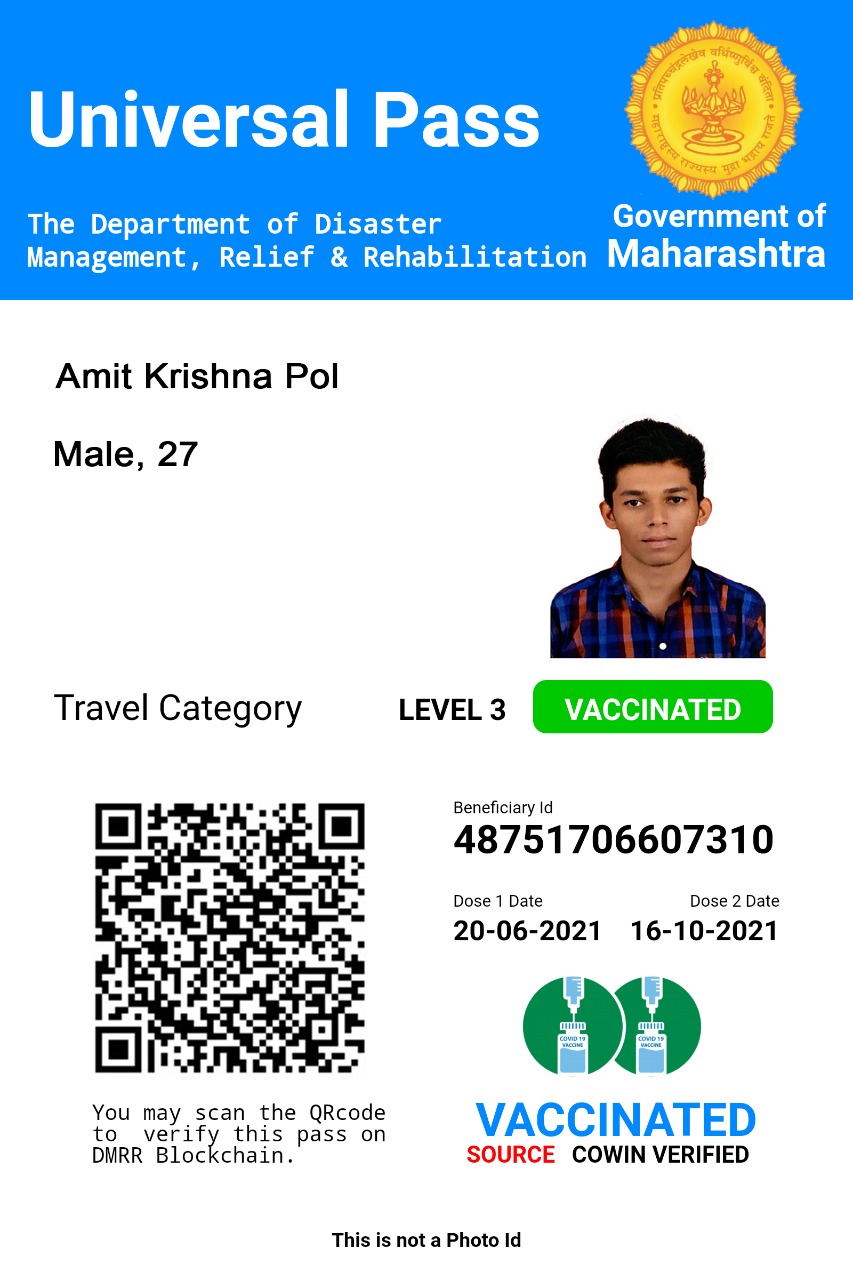 Universal Pass
The Department of Disaster
Management, Relief & Rehabilitation
प्रतिपच्चंद्रलेखेव वर्धिष्णुर्विश्व वंदिता
महाराष्ट्रस्य राज्यस्य मुद्रा भद्राय राजते
Government of
Maharashtra
Amit Krishna Pol
Male, 27
Travel Category LEVEL 3 VACCINATED
Beneficiary Id
48751706607310
Dose 1 Date Dose 2 Date
20-06-2021 16-10-2021
COVID 19 VACCINE
COVID 19 VACCINE
You may scan the QRcode
to verify this pass on
DMRR Blockchain.
VACCINATED
SOURCE COWIN VERIFIED
This is not a Photo Id